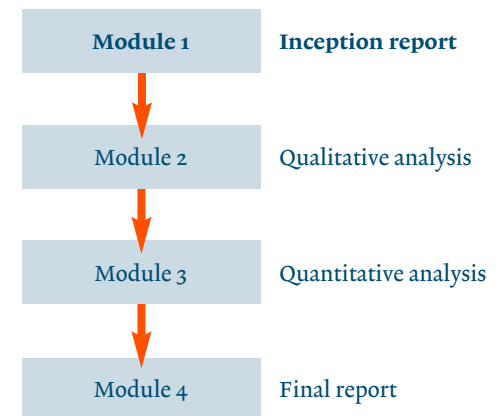 Module 1 Inception report
Module 2 Qualitative analysis
Module 3 Quantitative analysis
Module 4 Final report